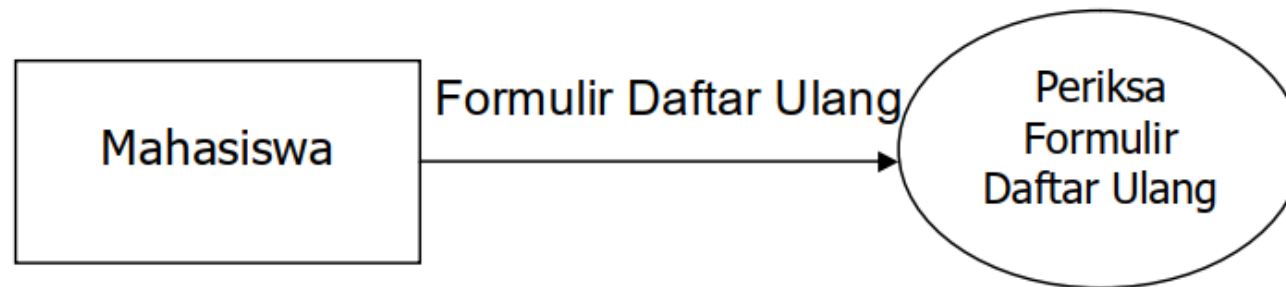 Mahasiswa
Formulir Daftar Ulang
Periksa
Formulir
Daftar Ulang